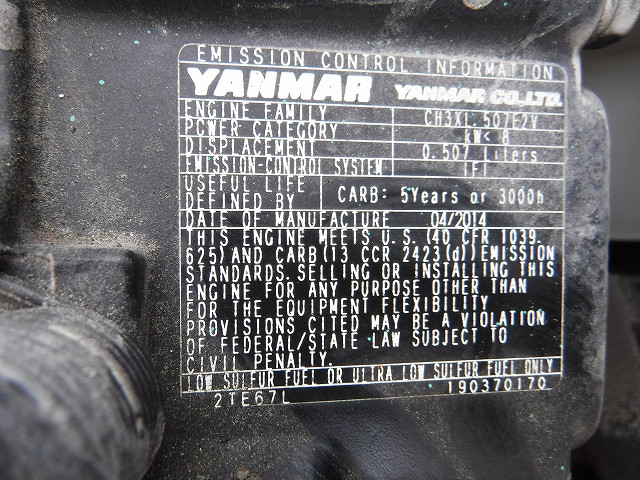 EMISSION CONTROL INFORMATION
YANMAR YANMAR CO.,LTD.
ENGINE FAMILY CH3XL.507E2V
POWER CATEGORY kW< 8
DISPLACEMENT 0.507 Liters
EMISSION-CONTROL SYSTEM IFI
USEFUL LIFE
DEFINED BY CARB: 5Years or 3000h
DATE OF MANUFACTURE 04/2014
THIS ENGINE MEETS U.S.(40 CFR 1039-
625)AND CARB(13 CCR 2423(d))EMISSION
STANDARDS.SELLING OR INSTALLING THIS
ENGINE FOR ANY PURPOSE OTHER THAN
FOR THE EQUIPMENT FLEXIBILITY
PROVISIONS CITED MAY BE A VIOLATION
OF FEDERAL/STATE LAW SUBJECT TO
CIVIL PENALTY.
LOW SULFUR FUEL OR ULTRA LOW SULFUR FUEL ONLY
2TE67L 190370170